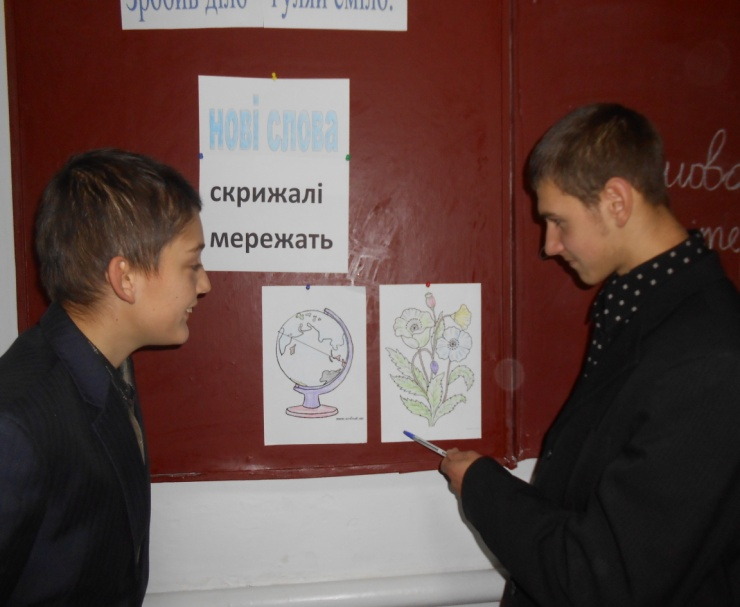 Зробив діло гуляй сміло.
нові слова
скрижалі
мережать